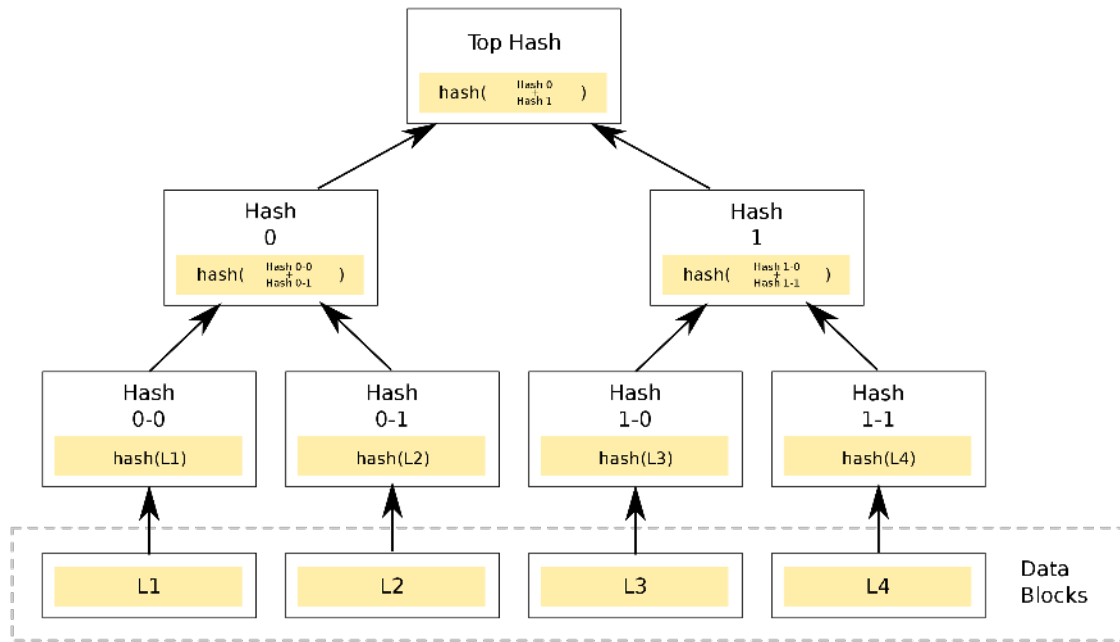 Top Hash
hash( Hash 0 + Hash 1 )
Hash
0
hash( Hash 0-0 + Hash 0-1 )
Hash
1
hash( Hash 1-0 + Hash 1-1 )
Hash
0-0
hash(L1)
Hash
0-1
hash(L2)
Hash
1-0
hash(L3)
Hash
1-1
hash(L4)
L1
L2
L3
L4
Data
Blocks